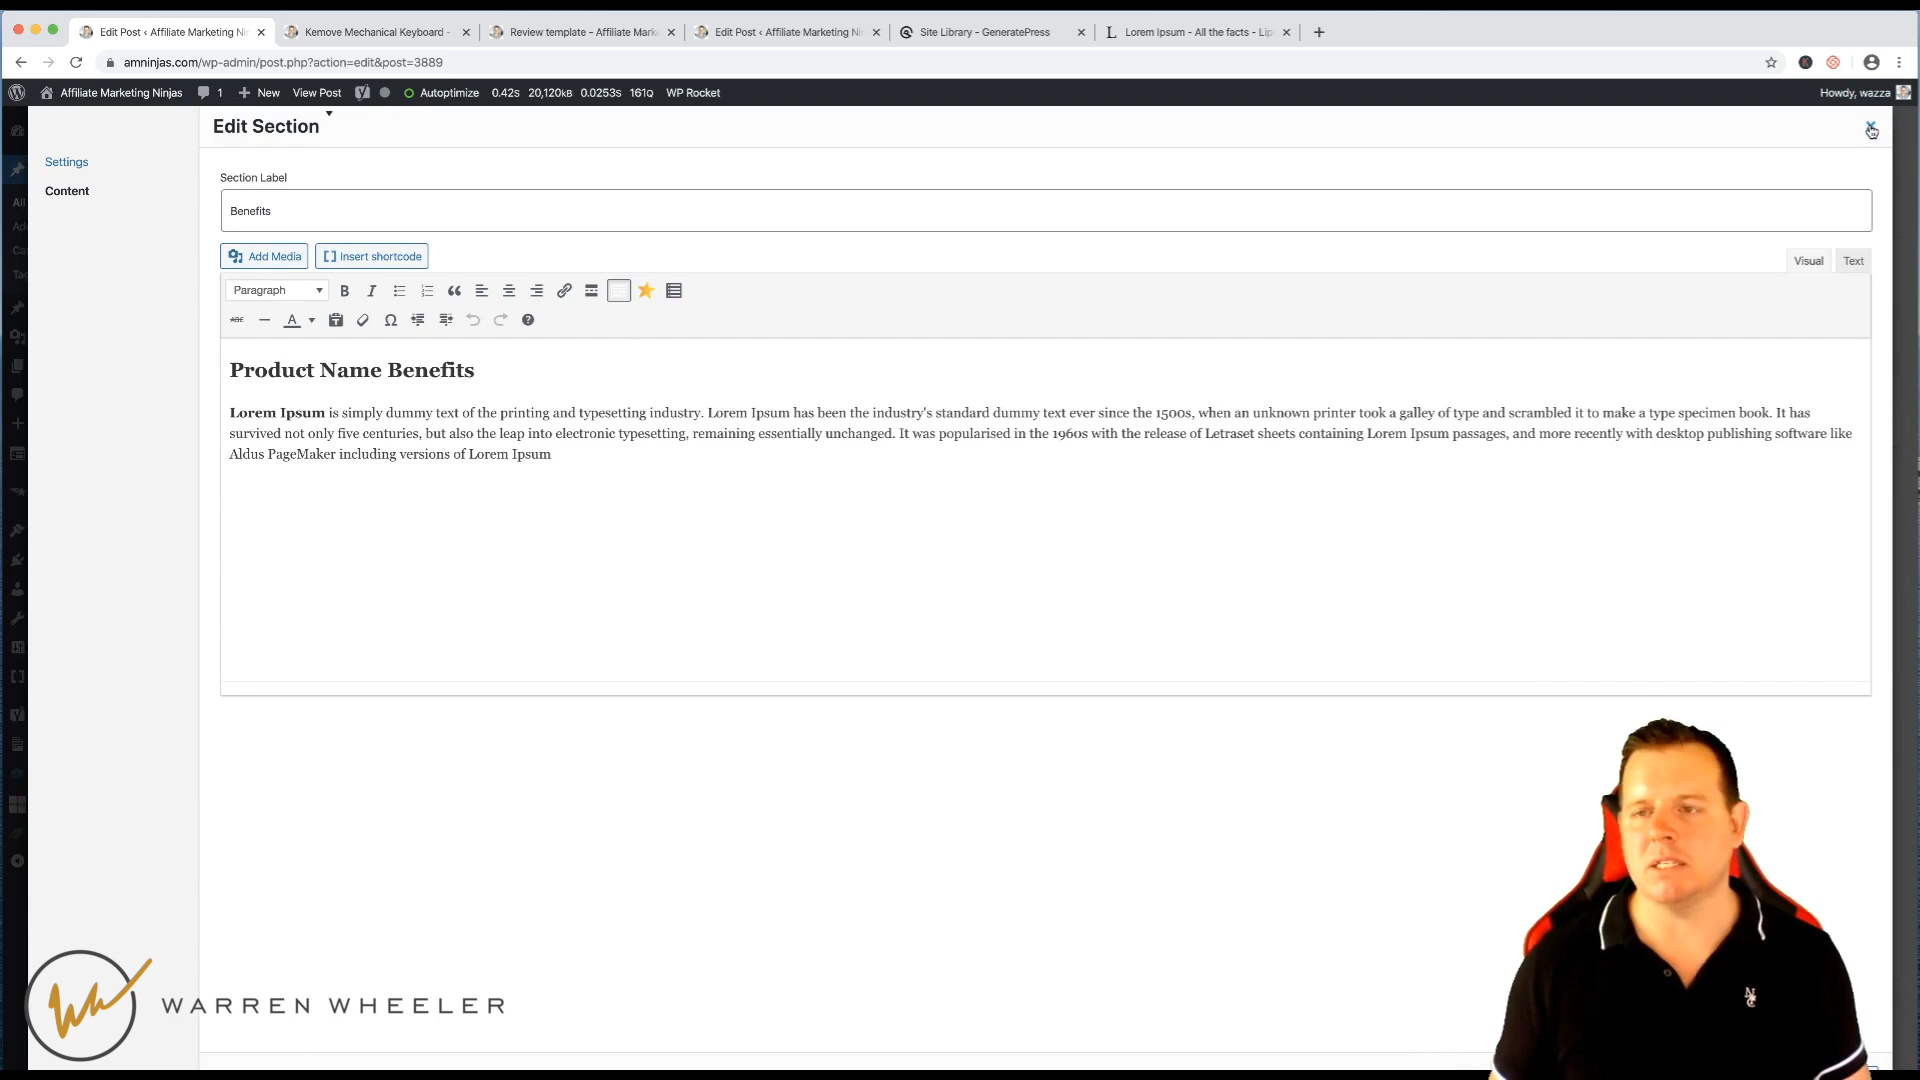 Edit Post ‹ Affiliate Marketing Nin
Kemove Mechanical Keyboard -
Review template - Affiliate Mark
Edit Post ‹ Affiliate Marketing Nin
Site Library - GeneratePress
Lorem Ipsum - All the facts - Lip
amninjas.com/wp-admin/post.php?action=edit&post=3889
Affiliate Marketing Ninjas
1
New
View Post
Autoptimize
0.42s 20,120kB 0.0253s 161Q
WP Rocket
Howdy, wazza
Edit Section
Settings
Content
All
Section Label
Benefits
Add Media
Insert shortcode
Visual
Text
Paragraph
Product Name Benefits
Lorem Ipsum is simply dummy text of the printing and typesetting industry. Lorem Ipsum has been the industry's standard dummy text ever since the 1500s, when an unknown printer took a galley of type and scrambled it to make a type specimen book. It has
survived not only five centuries, but also the leap into electronic typesetting, remaining essentially unchanged. It was popularised in the 1960s with the release of Letraset sheets containing Lorem Ipsum passages, and more recently with desktop publishing software like
Aldus PageMaker including versions of Lorem Ipsum
WARREN WHEELER